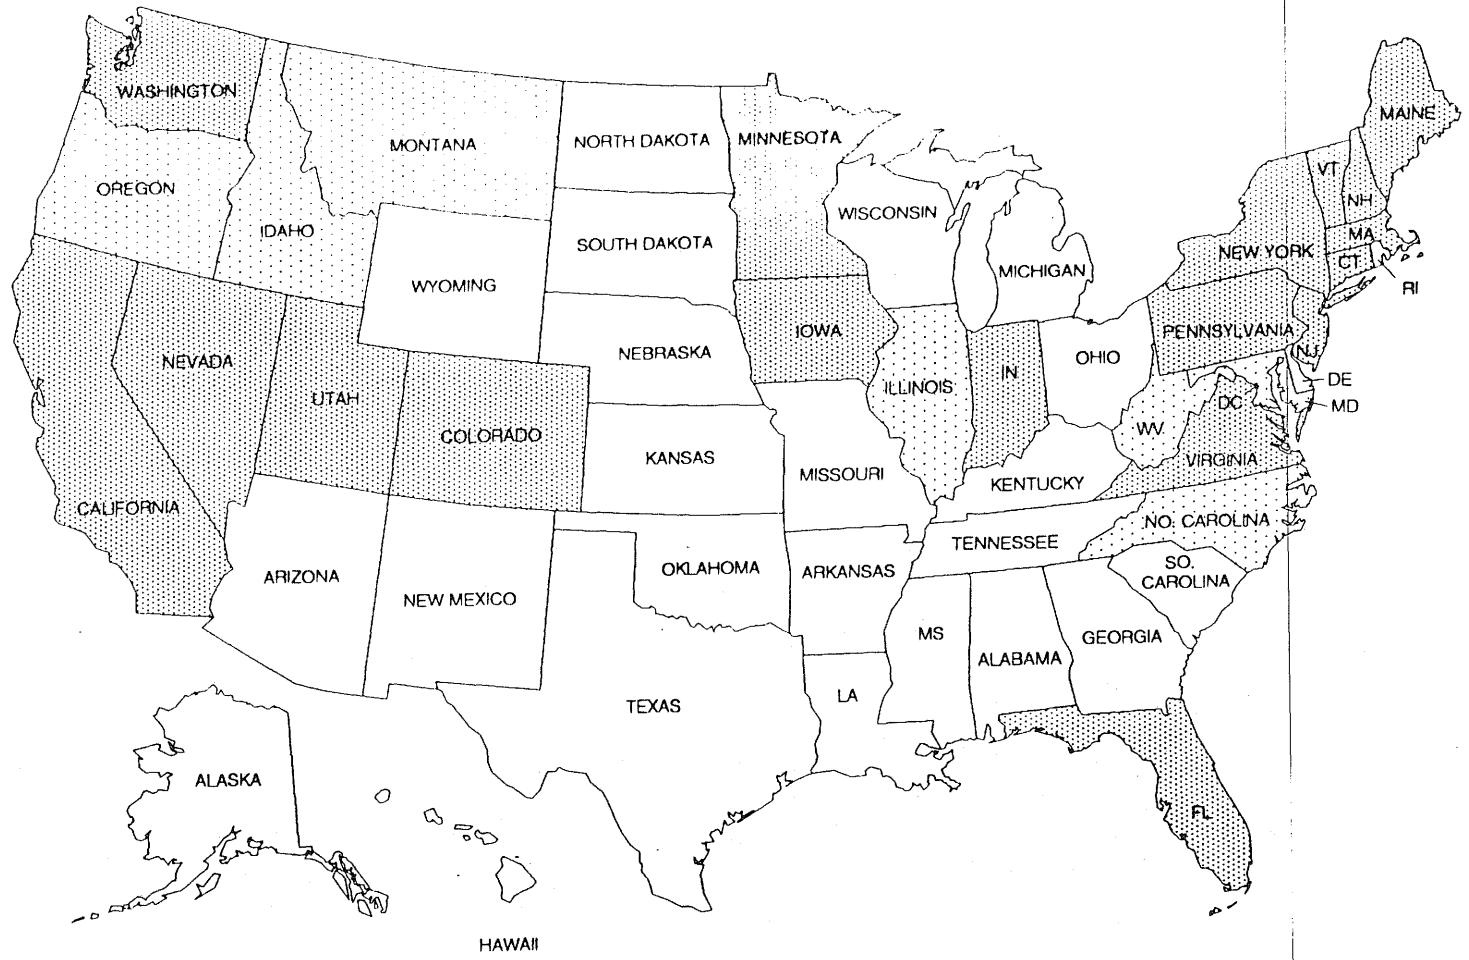 WASHINGTON
MAINE
MONTANA
NORTH DAKOTA
MINNESOTA
VT
OREGON
NH
WISCONSIN
IDAHO
MA
SOUTH DAKOTA
NEW YORK
CT
MICHIGAN
WYOMING
RI
IOWA
PENNSYLVANIA
NEBRASKA
OHIO
NJ
NEVADA
IN
DE
ILLINOIS
UTAH
DC
MD
COLORADO
WV
KANSAS
VIRGINIA
MISSOURI
KENTUCKY
CALIFORNIA
NO. CAROLINA
TENNESSEE
SO.
CAROLINA
OKLAHOMA
ARKANSAS
ARIZONA
NEW MEXICO
MS
GEORGIA
ALABAMA
LA
TEXAS
ALASKA
FL
HAWAII